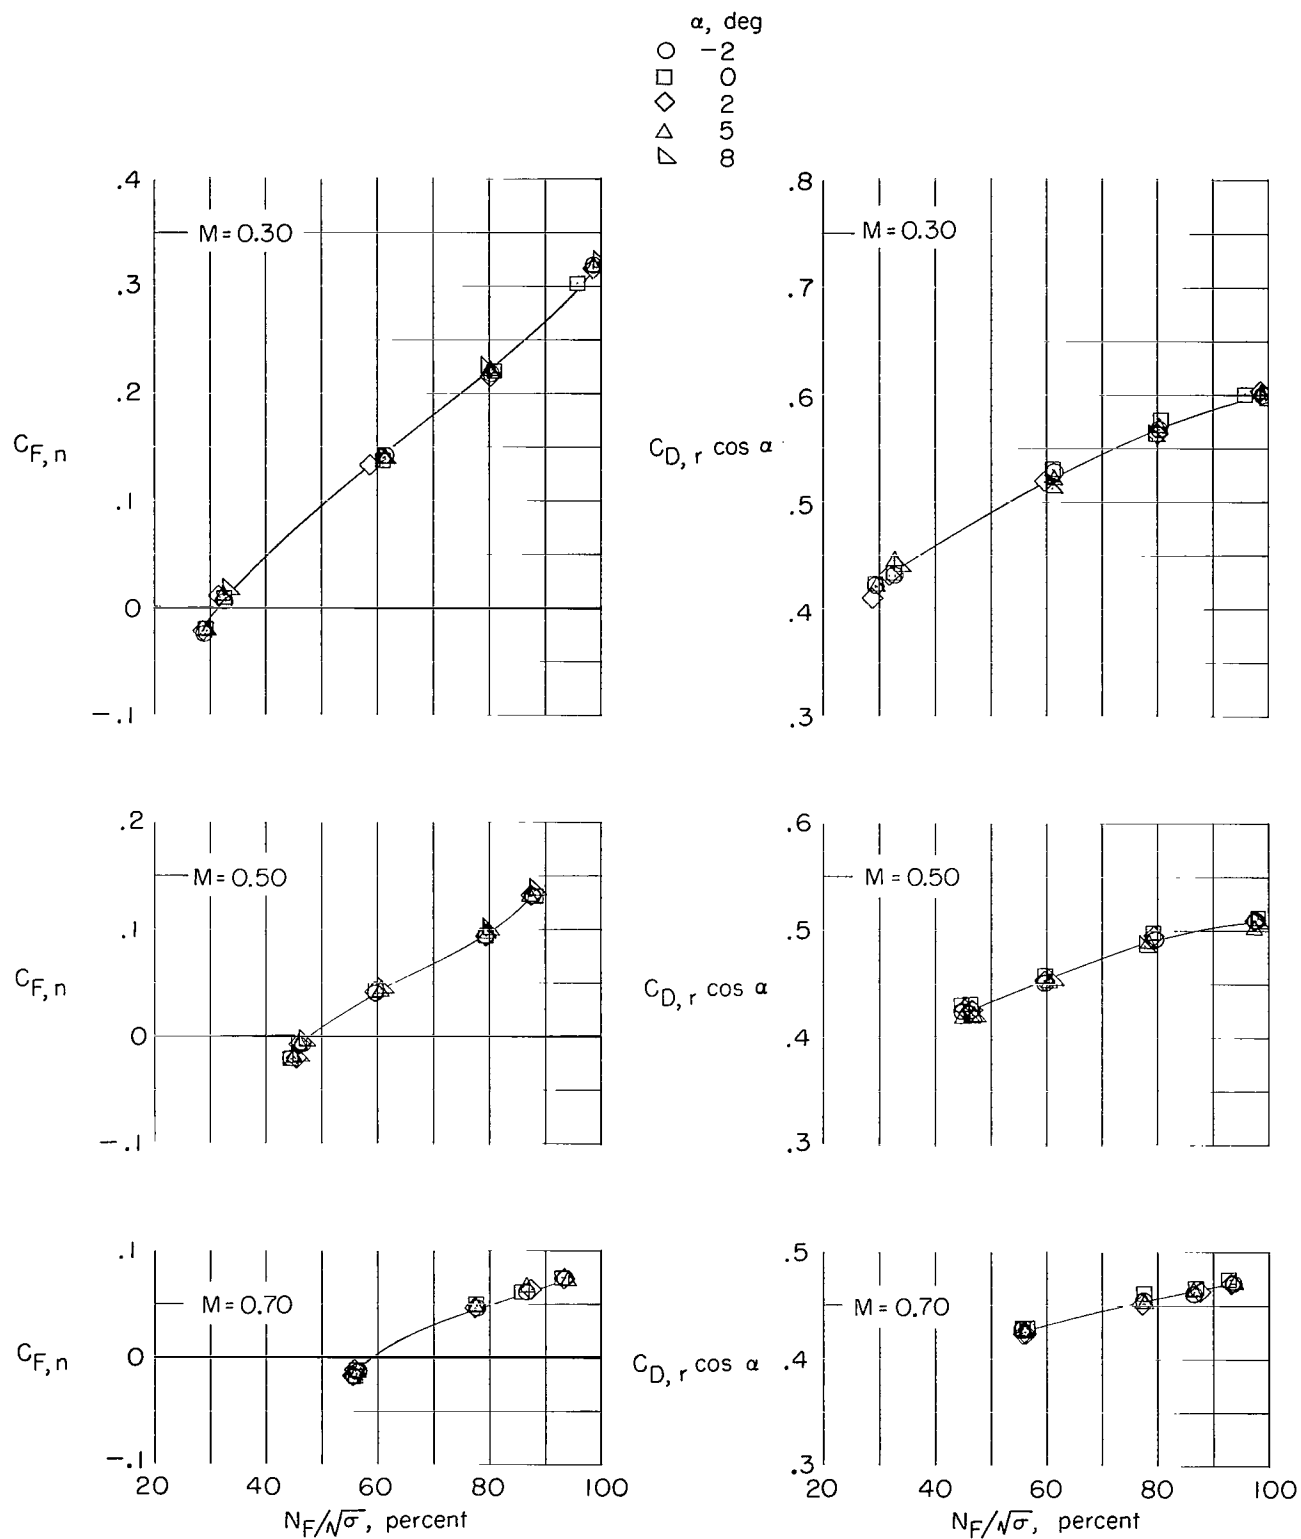 α, deg
−2
0
2
5
8
.4
.3
.2
.1
0
−.1
M = 0.30
C_F, n
.8
.7
.6
.5
.4
.3
M = 0.30
C_D, r cos α
.2
.1
0
−.1
M = 0.50
C_F, n
.6
.5
.4
.3
M = 0.50
C_D, r cos α
.1
0
−.1
M = 0.70
C_F, n
20 40 60 80 100
N_F/√σ, percent
.5
.4
.3
M = 0.70
C_D, r cos α
20 40 60 80 100
N_F/√σ, percent